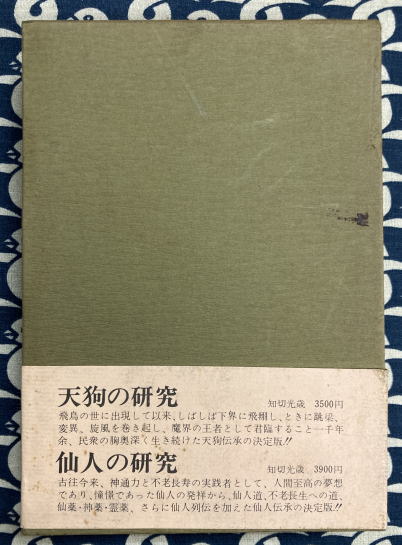 天狗の研究 知切光歳 3500円
飛鳥の世に出現して以来、しばしば下界に飛翔し、ときに跳梁、
変異、旋風を巻き起し、魔界の王者として君臨すること一千年
余、民衆の胸奥深く生き続けた天狗伝承の決定版!!
仙人の研究 知切光歳 3900円
古往今来、神通力と不老長寿の実践者として、人間至高の夢想
であり、憧憬であった仙人の発祥から、仙人道、不老長生への道、
仙薬・神薬・霊薬、さらに仙人列伝を加えた仙人伝承の決定版!!